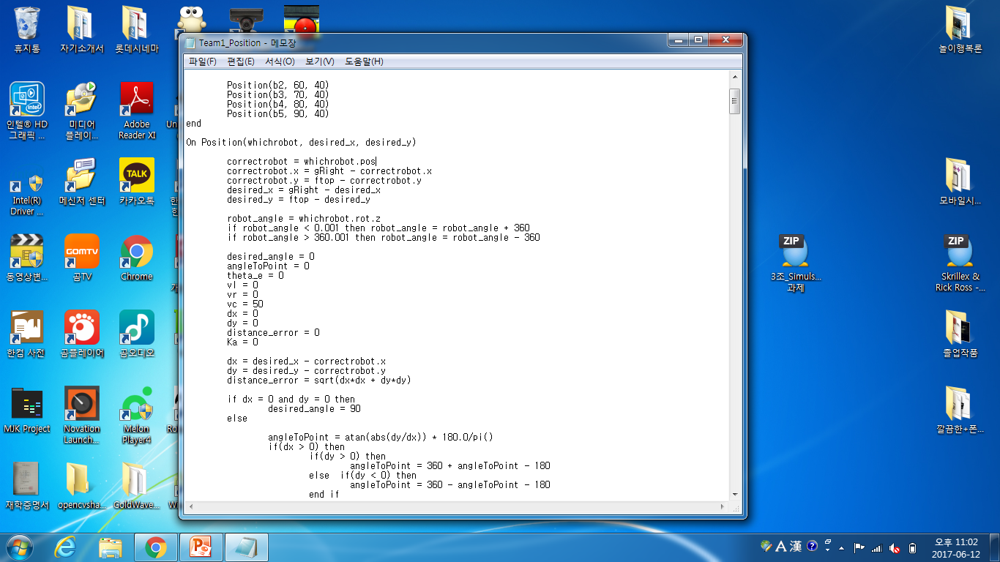 휴지통
자기소개서
롯데시네마
놀이행복론
Team1_Position - 메모장
파일(F) 편집(E) 서식(O) 보기(V) 도움말(H)
Position(b2, 60, 40)
Position(b3, 70, 40)
Position(b4, 80, 40)
Position(b5, 90, 40)
end
On Position(whichrobot, desired_x, desired_y)
correctrobot = whichrobot.pos
correctrobot.x = gRight - correctrobot.x
correctrobot.y = ftop - correctrobot.y
desired_x = gRight - desired_x
desired_y = ftop - desired_y
robot_angle = whichrobot.rot.z
if robot_angle < 0.001 then robot_angle = robot_angle + 360
if robot_angle > 360.001 then robot_angle = robot_angle - 360
desired_angle = 0
angleToPoint = 0
theta_e = 0
vl = 0
vr = 0
vc = 50
dx = 0
dy = 0
distance_error = 0
Ka = 0
dx = desired_x - correctrobot.x
dy = desired_y - correctrobot.y
distance_error = sqrt(dx*dx + dy*dy)
if dx = 0 and dy = 0 then
desired_angle = 90
else
angleToPoint = atan(abs(dy/dx)) * 180.0/pi()
if(dx > 0) then
if(dy > 0) then
angleToPoint = 360 + angleToPoint - 180
else  if(dy < 0) then
angleToPoint = 360 - angleToPoint - 180
end if
인텔® HD
그래픽 ...
미디어
플레이...
Adobe
Reader XI
Un
Intel(R)
Driver ...
메신저 센터
카카오톡
TALK
동영상변...
GOMTV
곰TV
Chrome
한컴 사전
곰플레이어
곰오디오
MJK Project
Novation
Launch...
Melon
Player4
Ro
재학증명서
opencvsha...
GoldWave...
Wi
모바일시...
ZIP
3조_Simuls...
과제
ZIP
Skrillex &
Rick Ross -...
졸업작품
깔끔한+폰...
A 漢
오후 11:02
2017-06-12